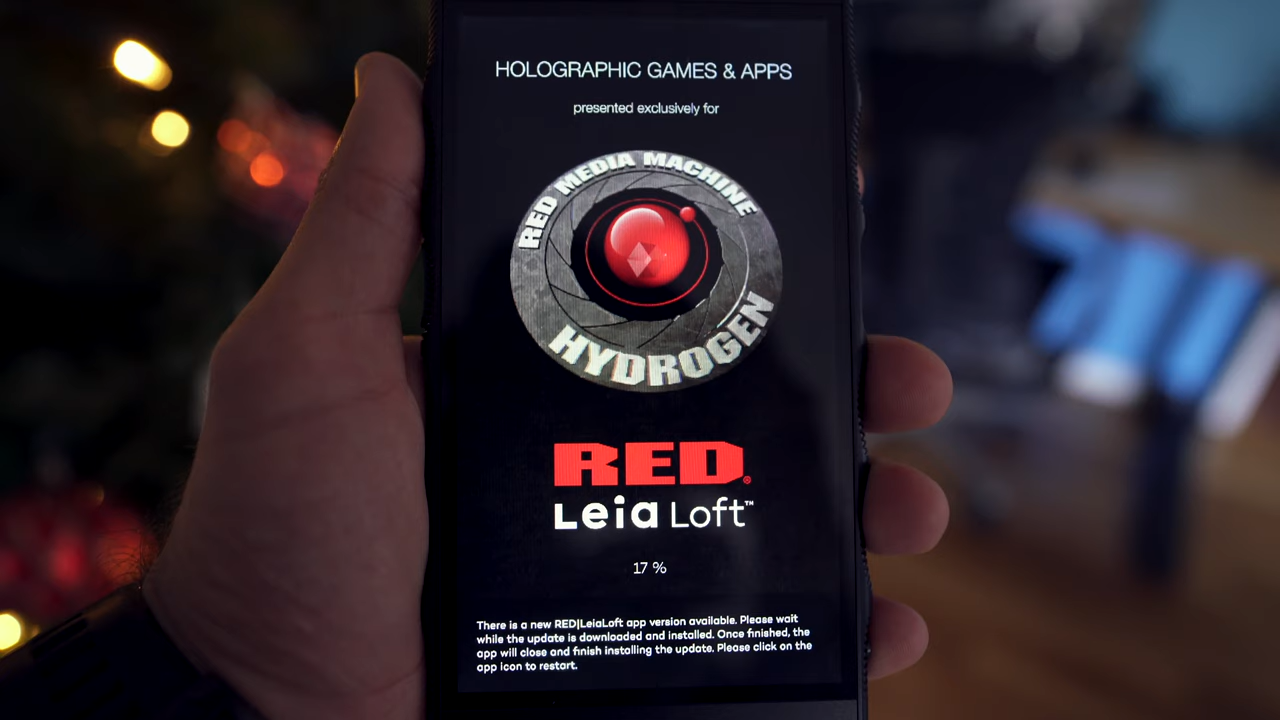 HOLOGRAPHIC GAMES & APPS
presented exclusively for
RED MEDIA MACHINE
HYDROGEN
RED®
Leia Loft™
17 %
There is a new RED|LeiaLoft app version available. Please wait
while the update is downloaded and installed. Once finished, the
app will close and finish installing the update. Please click on the
app icon to restart.